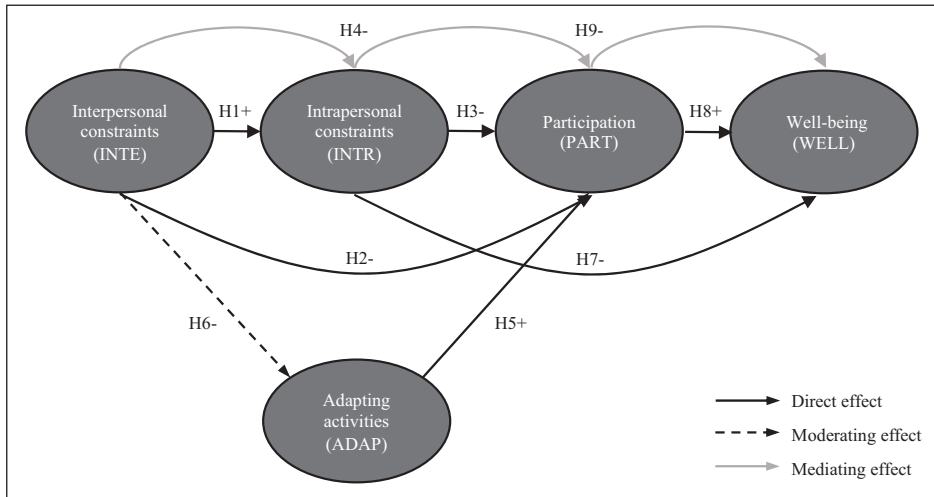 H4-
H9-
Interpersonal
constraints
(INTE)
H1+
Intrapersonal
constraints
(INTR)
H3-
Participation
(PART)
H8+
Well-being
(WELL)
H2-
H7-
H6-
H5+
Adapting
activities
(ADAP)
Direct effect
Moderating effect
Mediating effect